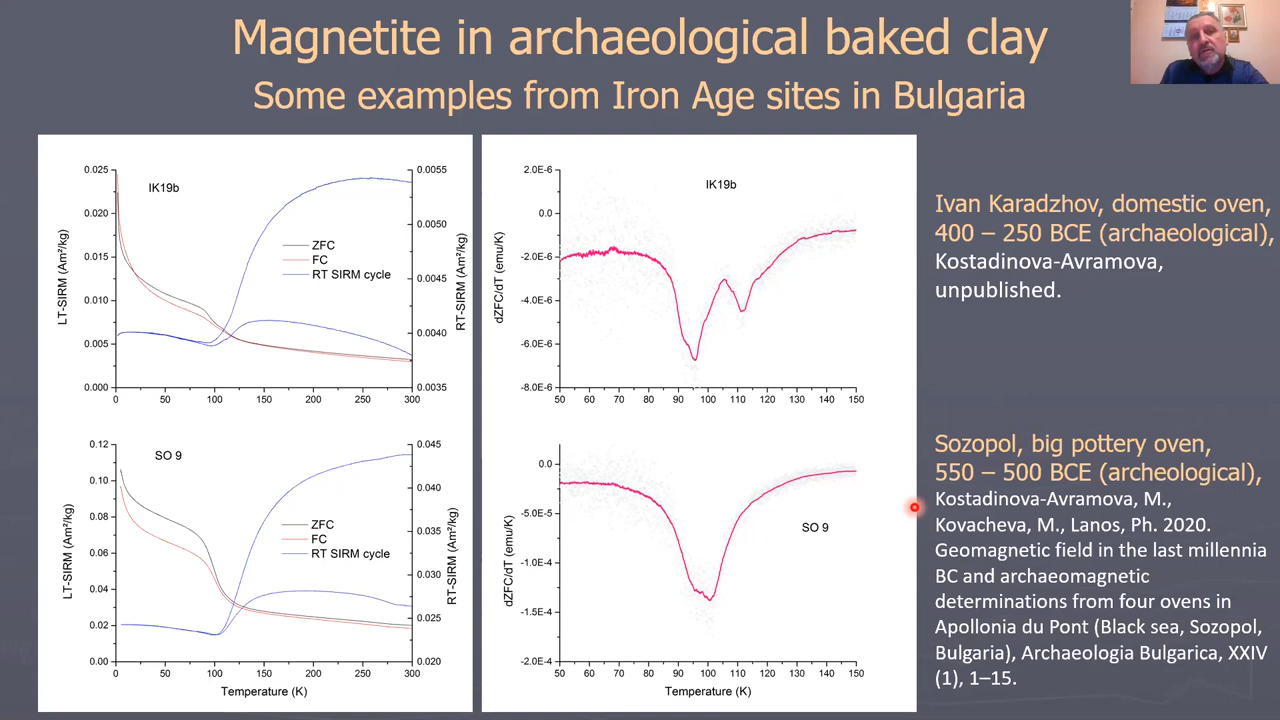 Magnetite in archaeological baked clay
Some examples from Iron Age sites in Bulgaria
IK19b
0.025
0.020
0.015
0.010
0.005
0.000
LT-SIRM (Am²/kg)
0.0055
0.0050
0.0045
0.0040
0.0035
RT-SIRM (Am²/kg)
ZFC
FC
RT SIRM cycle
0 50 100 150 200 250 300
IK19b
2.0E-6
0.0
-2.0E-6
-4.0E-6
-6.0E-6
-8.0E-6
dZFC/dT (emu/K)
50 60 70 80 90 100 110 120 130 140 150
Ivan Karadzhov, domestic oven,
400 – 250 BCE (archaeological),
Kostadinova-Avramova,
unpublished.
SO 9
0.12
0.10
0.08
0.06
0.04
0.02
0.00
LT-SIRM (Am²/kg)
0.045
0.040
0.035
0.030
0.025
0.020
RT-SIRM (Am²/kg)
ZFC
FC
RT SIRM cycle
0 50 100 150 200 250 300
Temperature (K)
SO 9
0.0
-5.0E-5
-1.0E-4
-1.5E-4
-2.0E-4
dZFC/dT (emu/K)
50 60 70 80 90 100 110 120 130 140 150
Temperature (K)
Sozopol, big pottery oven,
550 – 500 BCE (archeological),
Kostadinova-Avramova, M.,
Kovacheva, M., Lanos, Ph. 2020.
Geomagnetic field in the last millennia
BC and archaeomagnetic
determinations from four ovens in
Apollonia du Pont (Black sea, Sozopol,
Bulgaria), Archaeologia Bulgarica, XXIV
(1), 1–15.